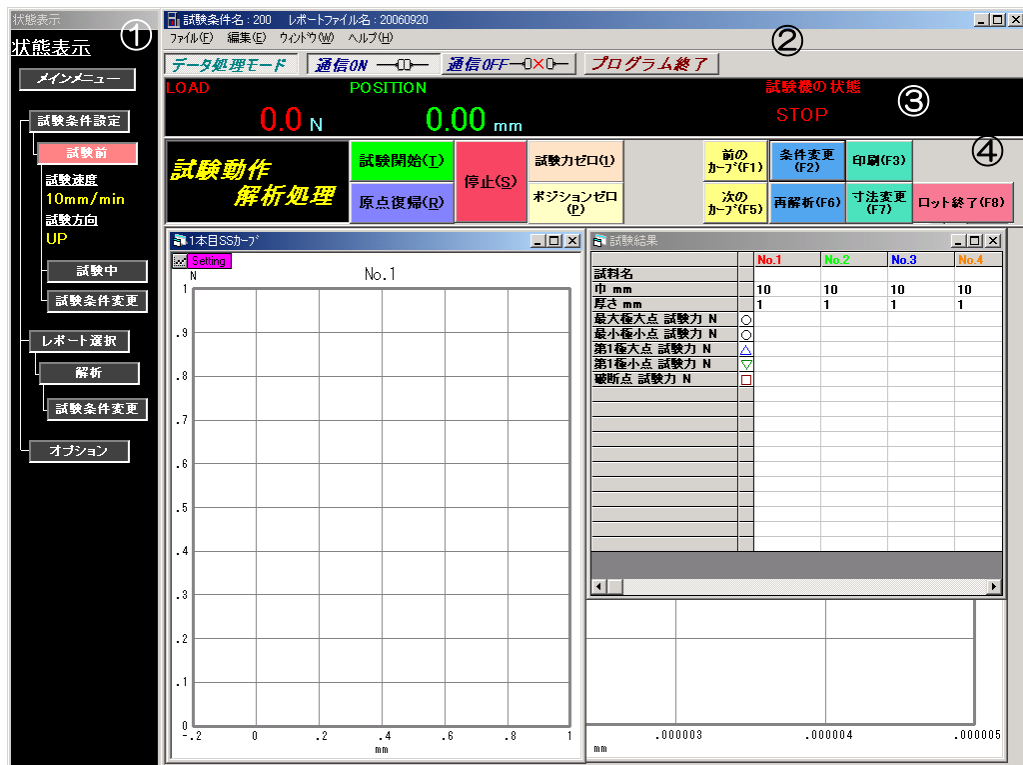 状態表示
状態表示
①
メインメニュー
試験条件設定
試験前
試験速度
10mm/min
試験方向
UP
試験中
試験条件変更
レポート選択
解析
試験条件変更
オプション
試験条件名:200 レポートファイル名:20060920
ファイル(F) 編集(E) ウィンドウ(W) ヘルプ(H)
②
データ処理モード 通信ON 通信OFF プログラム終了
LOAD POSITION 試験機の状態
③
0.0 N 0.00 mm STOP
④
試験動作
解析処理
試験開始(T)
原点復帰(R)
停止(S)
試験力ゼロ(1)
ポジションゼロ
(P)
前の
カーブ(F1)
条件変更
(F2)
印刷(F3)
次の
カーブ(F5)
再解析(F6)
寸法変更
(F7)
ロット終了(F8)
1本目SSカーブ
Setting
N
No.1
1
.9
.8
.7
.6
.5
.4
.3
.2
.1
0
-.2 0 .2 .4 .6 .8 1
mm
試験結果
No.1 No.2 No.3 No.4
試料名
巾 mm 10 10 10 10
厚さ mm 1 1 1 1
最大極大点 試験力 N
最小極小点 試験力 N
第1極大点 試験力 N
第1極小点 試験力 N
破断点 試験力 N
.000003 .000004 .000005
mm